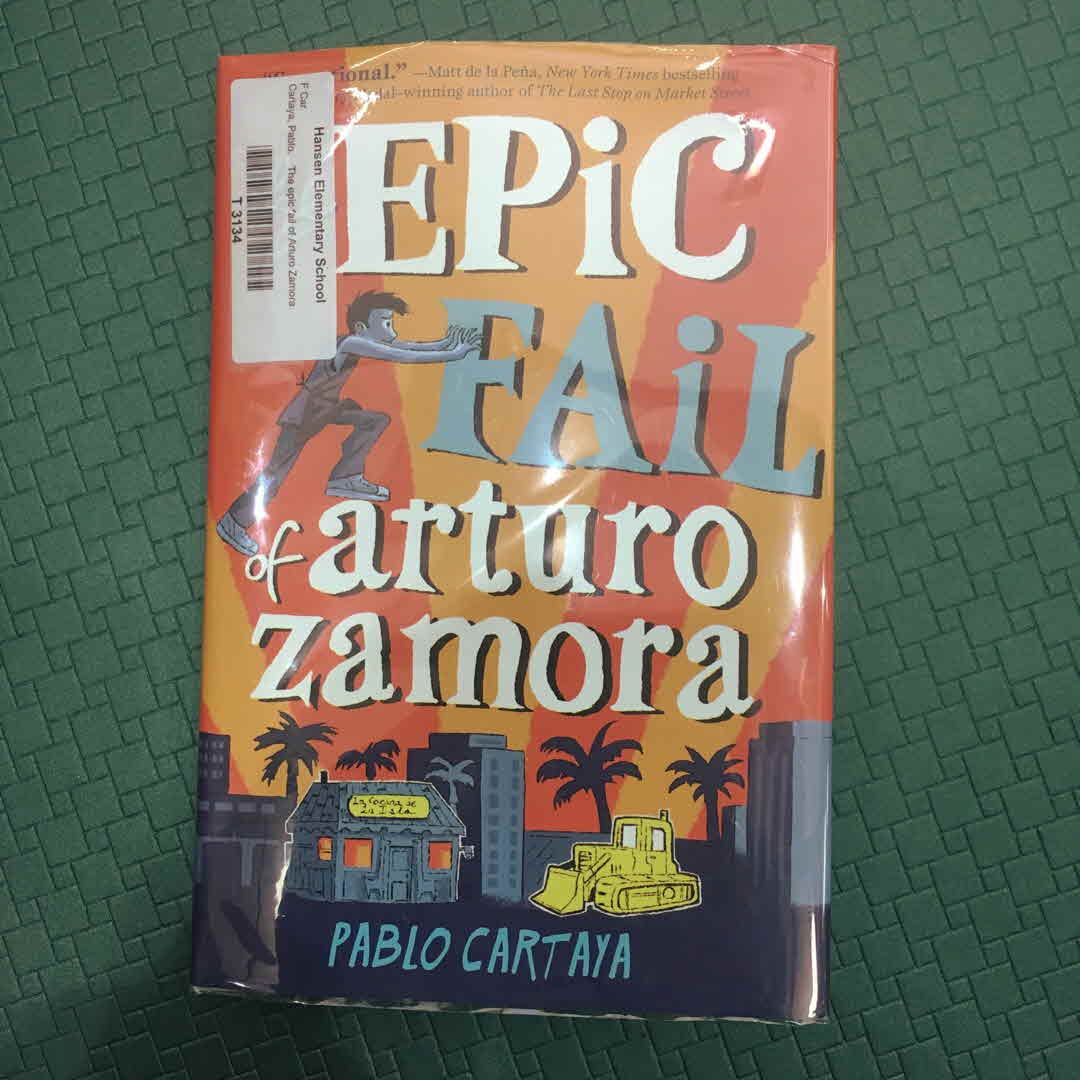 ional.” —Matt de la Peña, New York Times bestselling
dal–winning author of The Last Stop on Market Street
EPiC
FAiL
of arturo
zamora
La Cocina de
La Isla
PABLO CARTAYA
Hansen Elementary School
F Car
Cartaya, Pablo. The epic fail of Arturo Zamora
T 3134